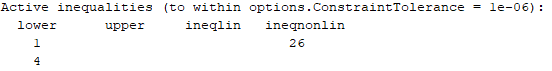 Active inequalities (to within options.ConstraintTolerance = 1e-06):
lower upper ineqlin ineqnonlin
1 26
4